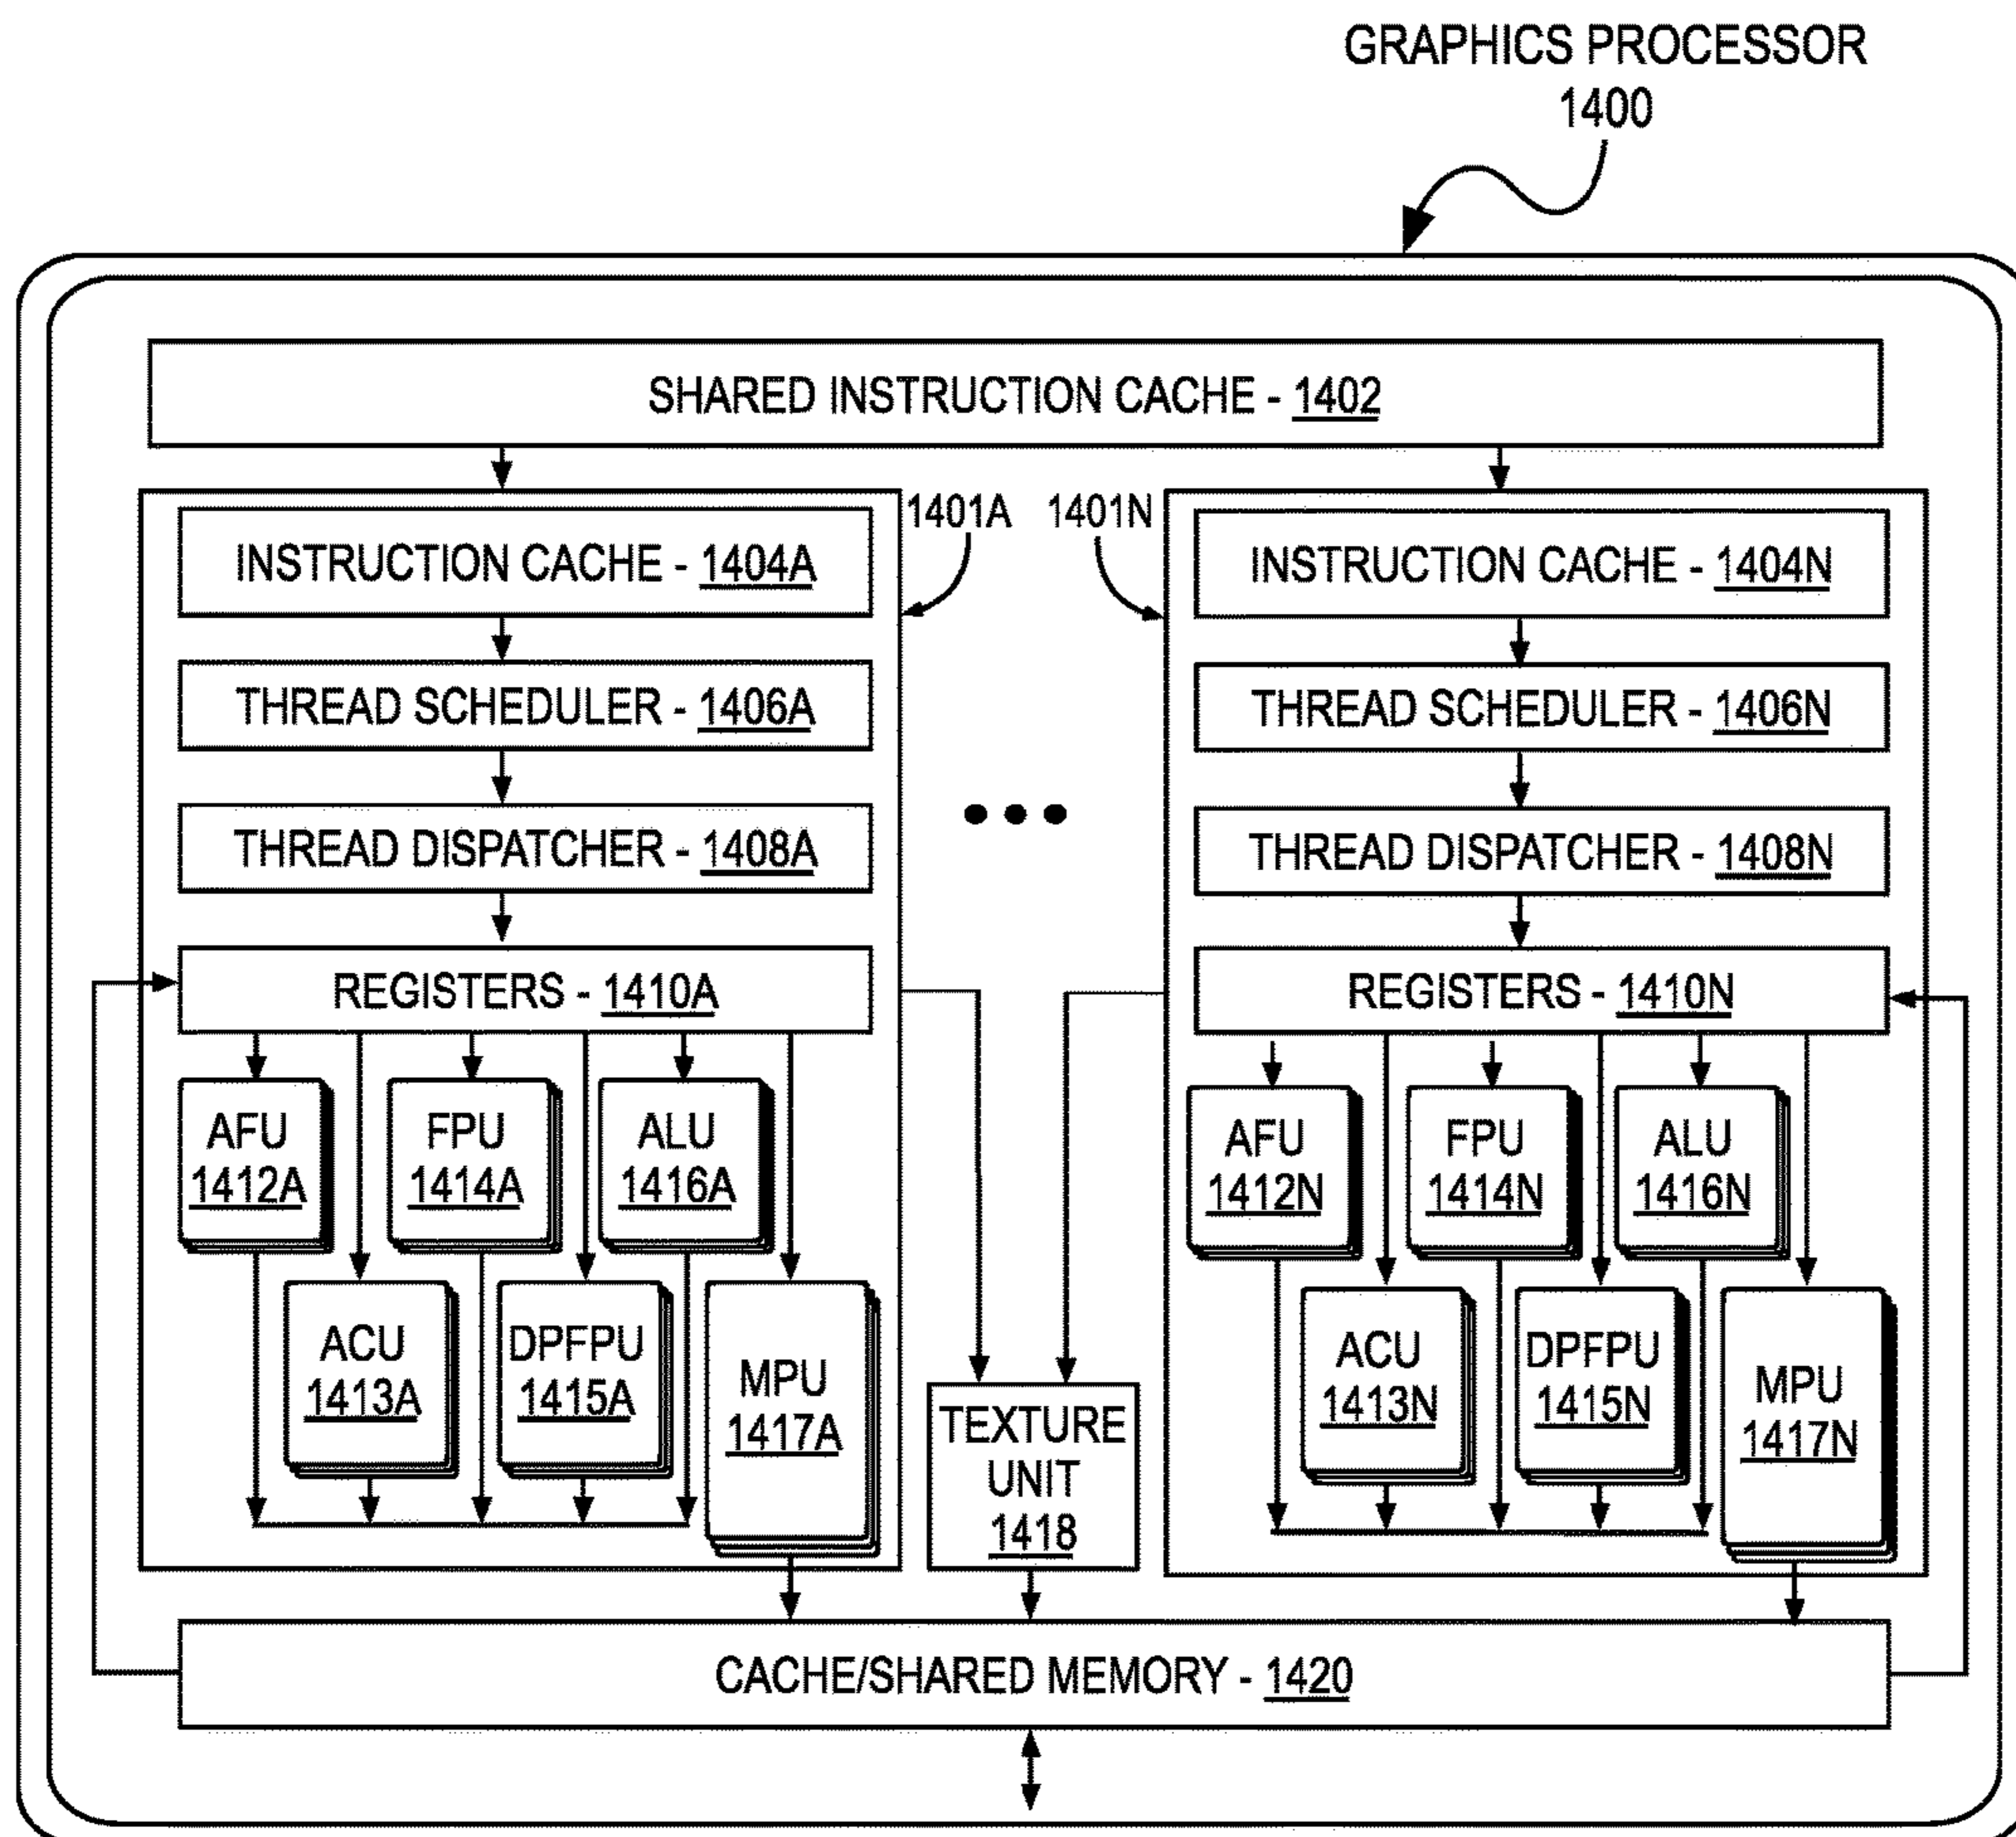 GRAPHICS PROCESSOR
1400
SHARED INSTRUCTION CACHE - 1402
1401A
1401N
INSTRUCTION CACHE - 1404A
THREAD SCHEDULER - 1406A
THREAD DISPATCHER - 1408A
REGISTERS - 1410A
AFU
1412A
FPU
1414A
ALU
1416A
ACU
1413A
DPFPU
1415A
MPU
1417A
TEXTURE
UNIT
1418
INSTRUCTION CACHE - 1404N
THREAD SCHEDULER - 1406N
THREAD DISPATCHER - 1408N
REGISTERS - 1410N
AFU
1412N
FPU
1414N
ALU
1416N
ACU
1413N
DPFPU
1415N
MPU
1417N
CACHE/SHARED MEMORY - 1420